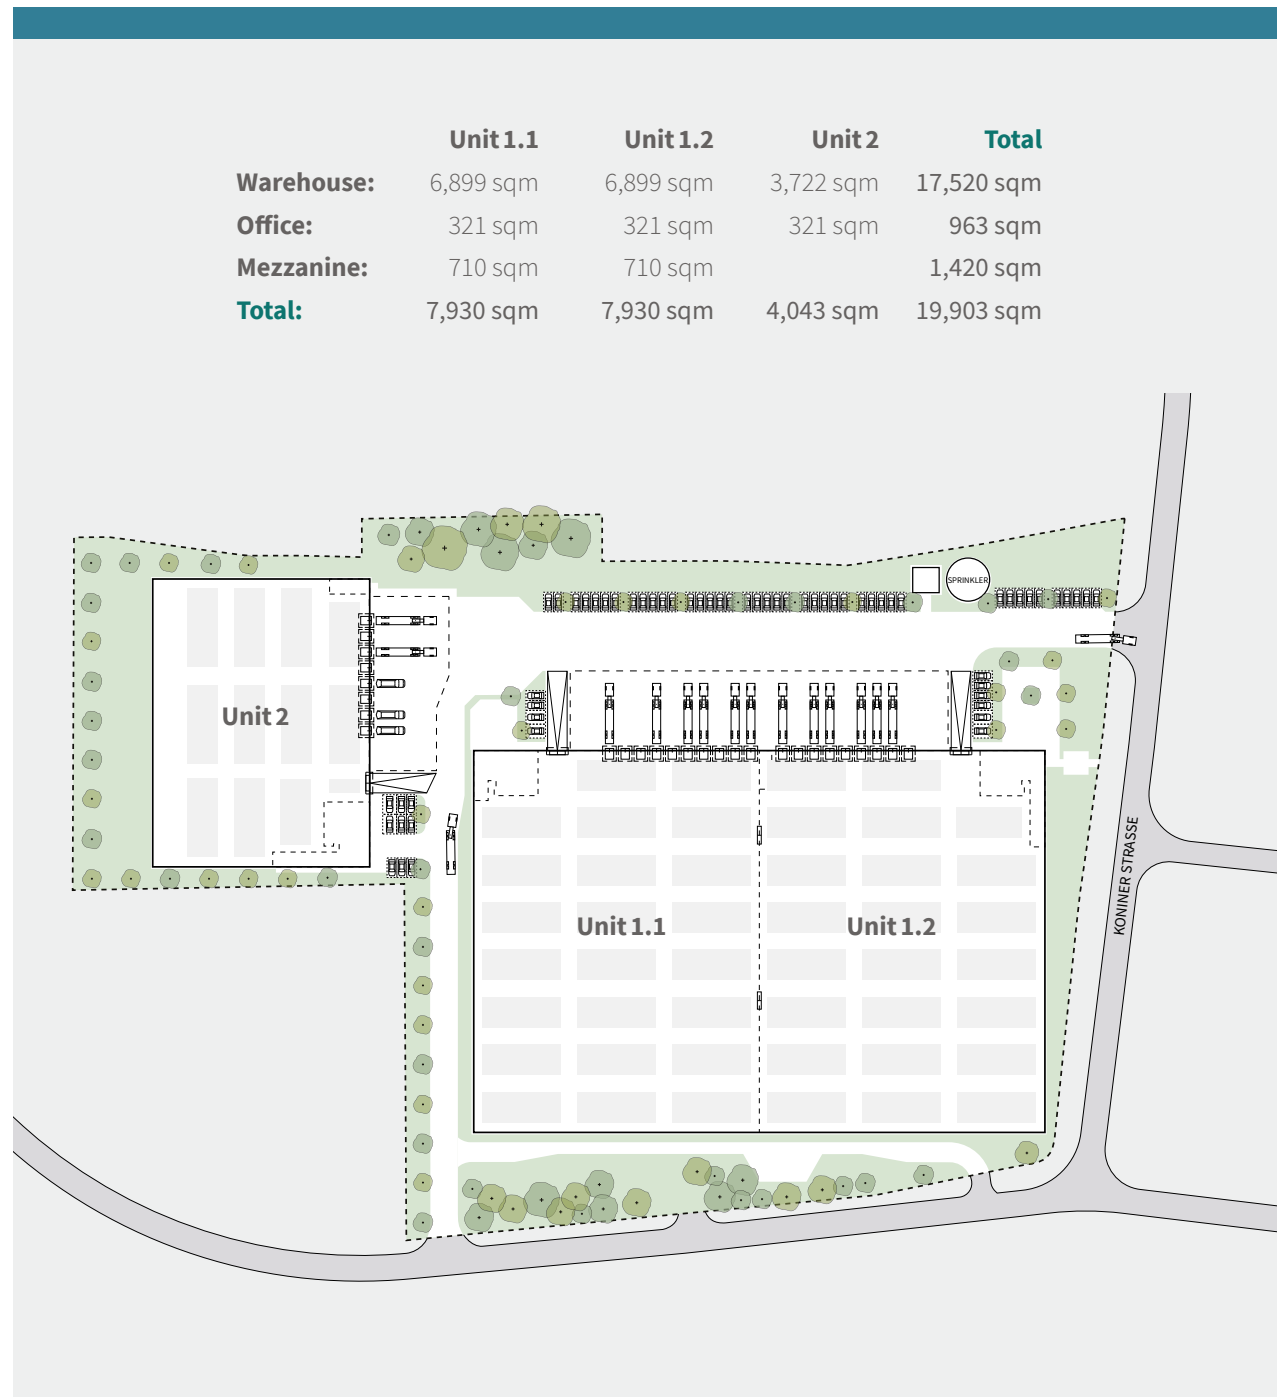 Unit 1.1 Unit 1.2 Unit 2 Total
Warehouse: 6,899 sqm 6,899 sqm 3,722 sqm 17,520 sqm
Office: 321 sqm 321 sqm 321 sqm 963 sqm
Mezzanine: 710 sqm 710 sqm 1,420 sqm
Total: 7,930 sqm 7,930 sqm 4,043 sqm 19,903 sqm
SPRINKLER
Unit 2
KONINER STRASSE
Unit 1.1
Unit 1.2